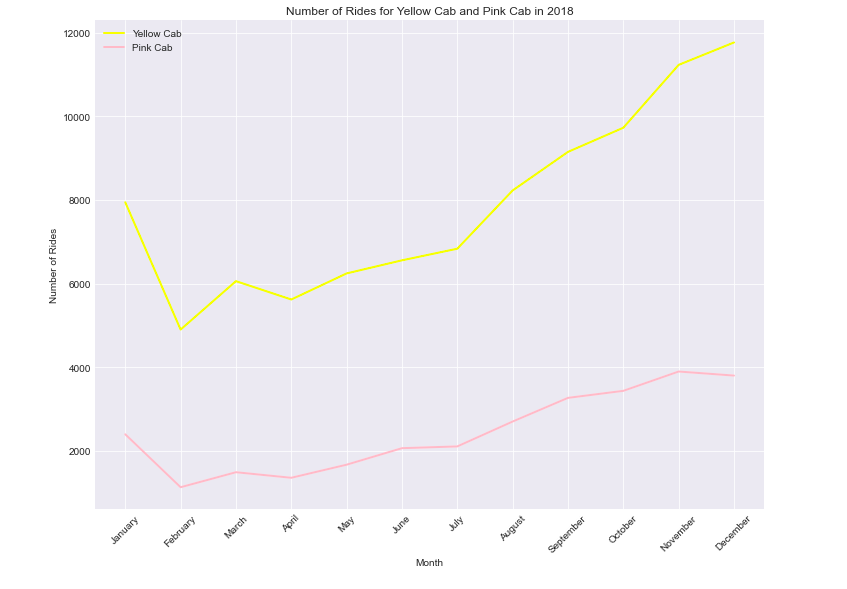 Number of Rides for Yellow Cab and Pink Cab in 2018
Yellow Cab
Pink Cab
12000
10000
8000
6000
4000
2000
Number of Rides
January
February
March
April
May
June
July
August
September
October
November
December
Month